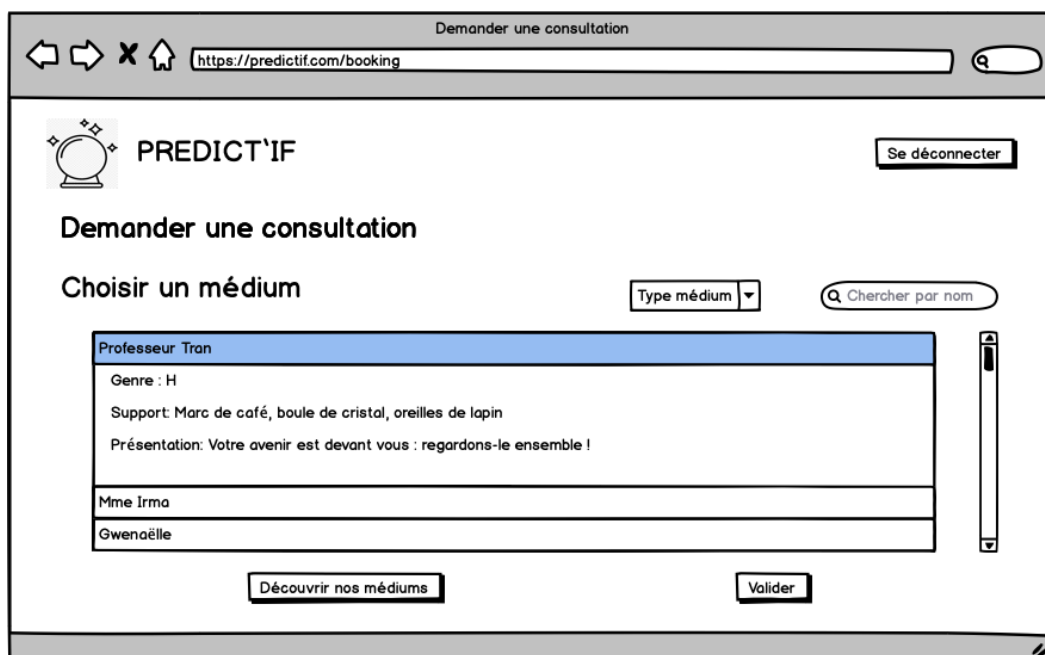 Demander une consultation
https://predictif.com/booking
PREDICT`IF
Se déconnecter
Demander une consultation
Choisir un médium
Type médium
Chercher par nom
Professeur Tran
Genre : H
Support: Marc de café, boule de cristal, oreilles de lapin
Présentation: Votre avenir est devant vous : regardons-le ensemble !
Mme Irma
Gwenaëlle
Découvrir nos médiums
Valider